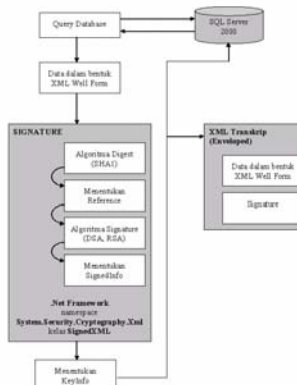 Query Database
SQL Server
2000
Data dalam bentuk
XML Well Form
SIGNATURE
Algoritma Digest
(SHA1)
Menentukan
Reference
Algoritma Signature
(DSA, RSA)
Menentukan
SignedInfo
.Net Framework
namespace
System.Security.Cryptography.Xml
kelas SignedXML
Menentukan
KeyInfo
XML Transkrip
(Enveloped)
Data dalam bentuk
XML Well Form
Signature